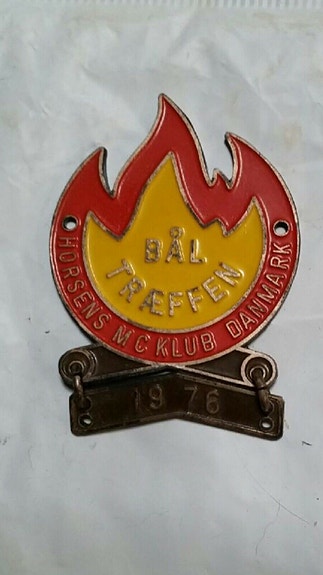 BÅL
TRÆFFEN
HORSENS MC KLUB DANMARK
1976